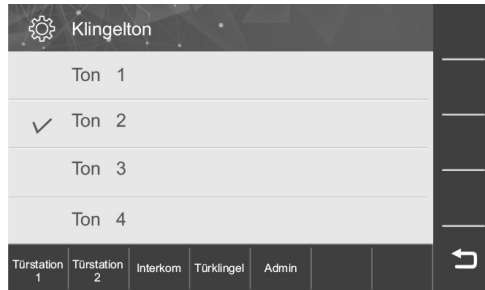 Klingelton
Ton 1
Ton 2
Ton 3
Ton 4
Türstation 1
Türstation 2
Interkom
Türklingel
Admin